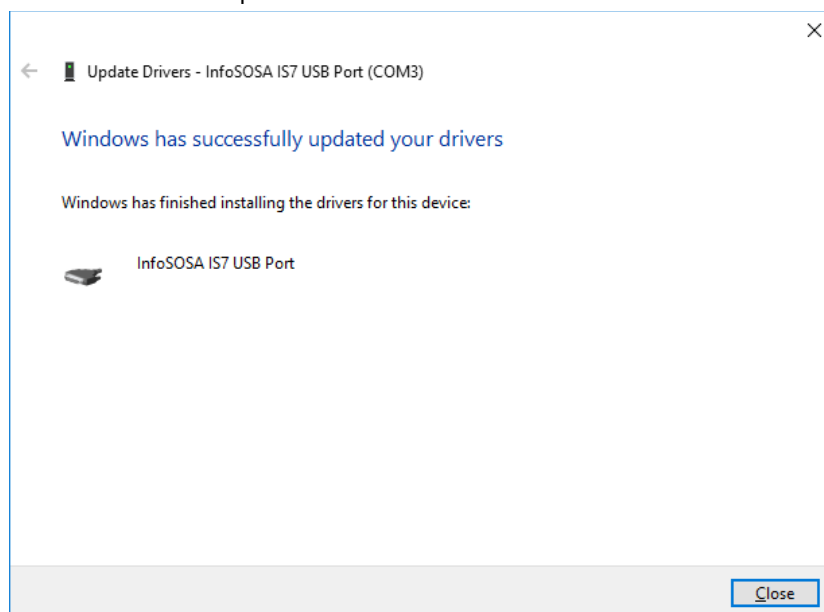 Update Drivers - InfoSOSA IS7 USB Port (COM3)
Windows has successfully updated your drivers
Windows has finished installing the drivers for this device:
InfoSOSA IS7 USB Port
Close